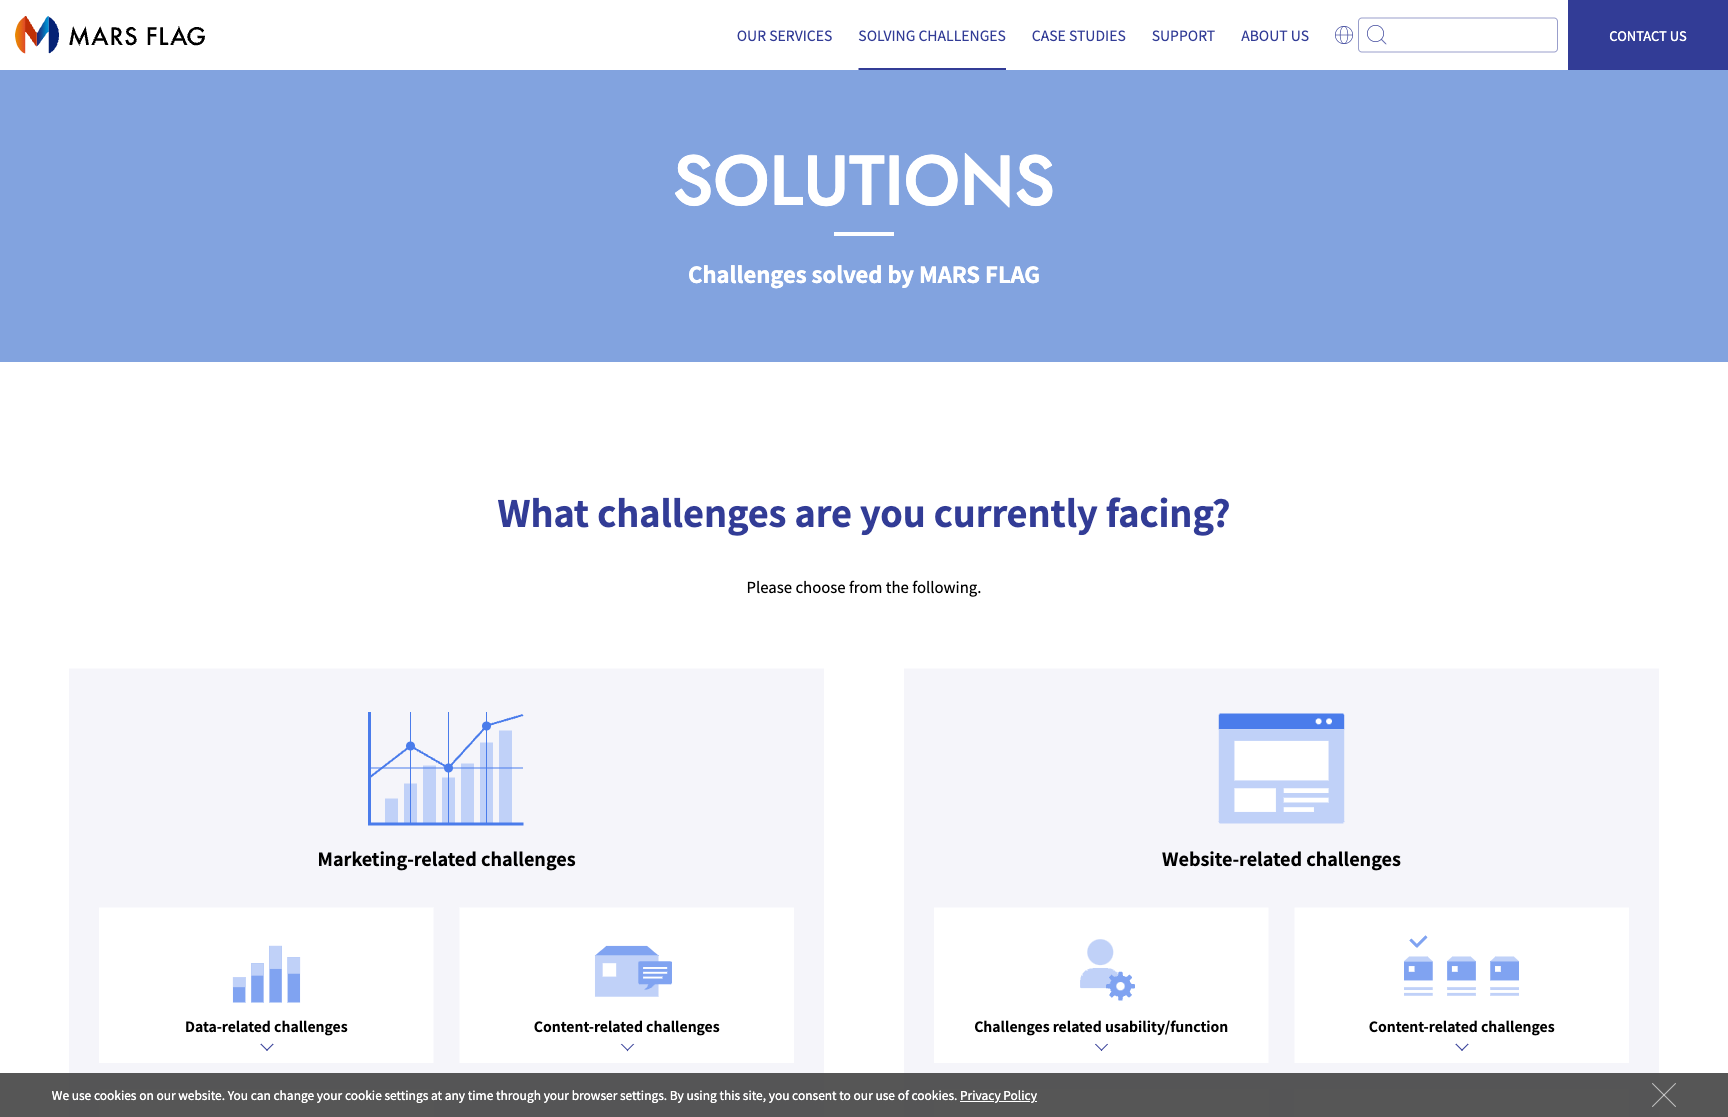 MARS FLAG
OUR SERVICES
SOLVING CHALLENGES
CASE STUDIES
SUPPORT
ABOUT US
CONTACT US
SOLUTIONS
Challenges solved by MARS FLAG
What challenges are you currently facing?
Please choose from the following.
Marketing-related challenges
Website-related challenges
Data-related challenges
Content-related challenges
Challenges related usability/function
Content-related challenges
We use cookies on our website. You can change your cookie settings at any time through your browser settings. By using this site, you consent to our use of cookies. Privacy Policy